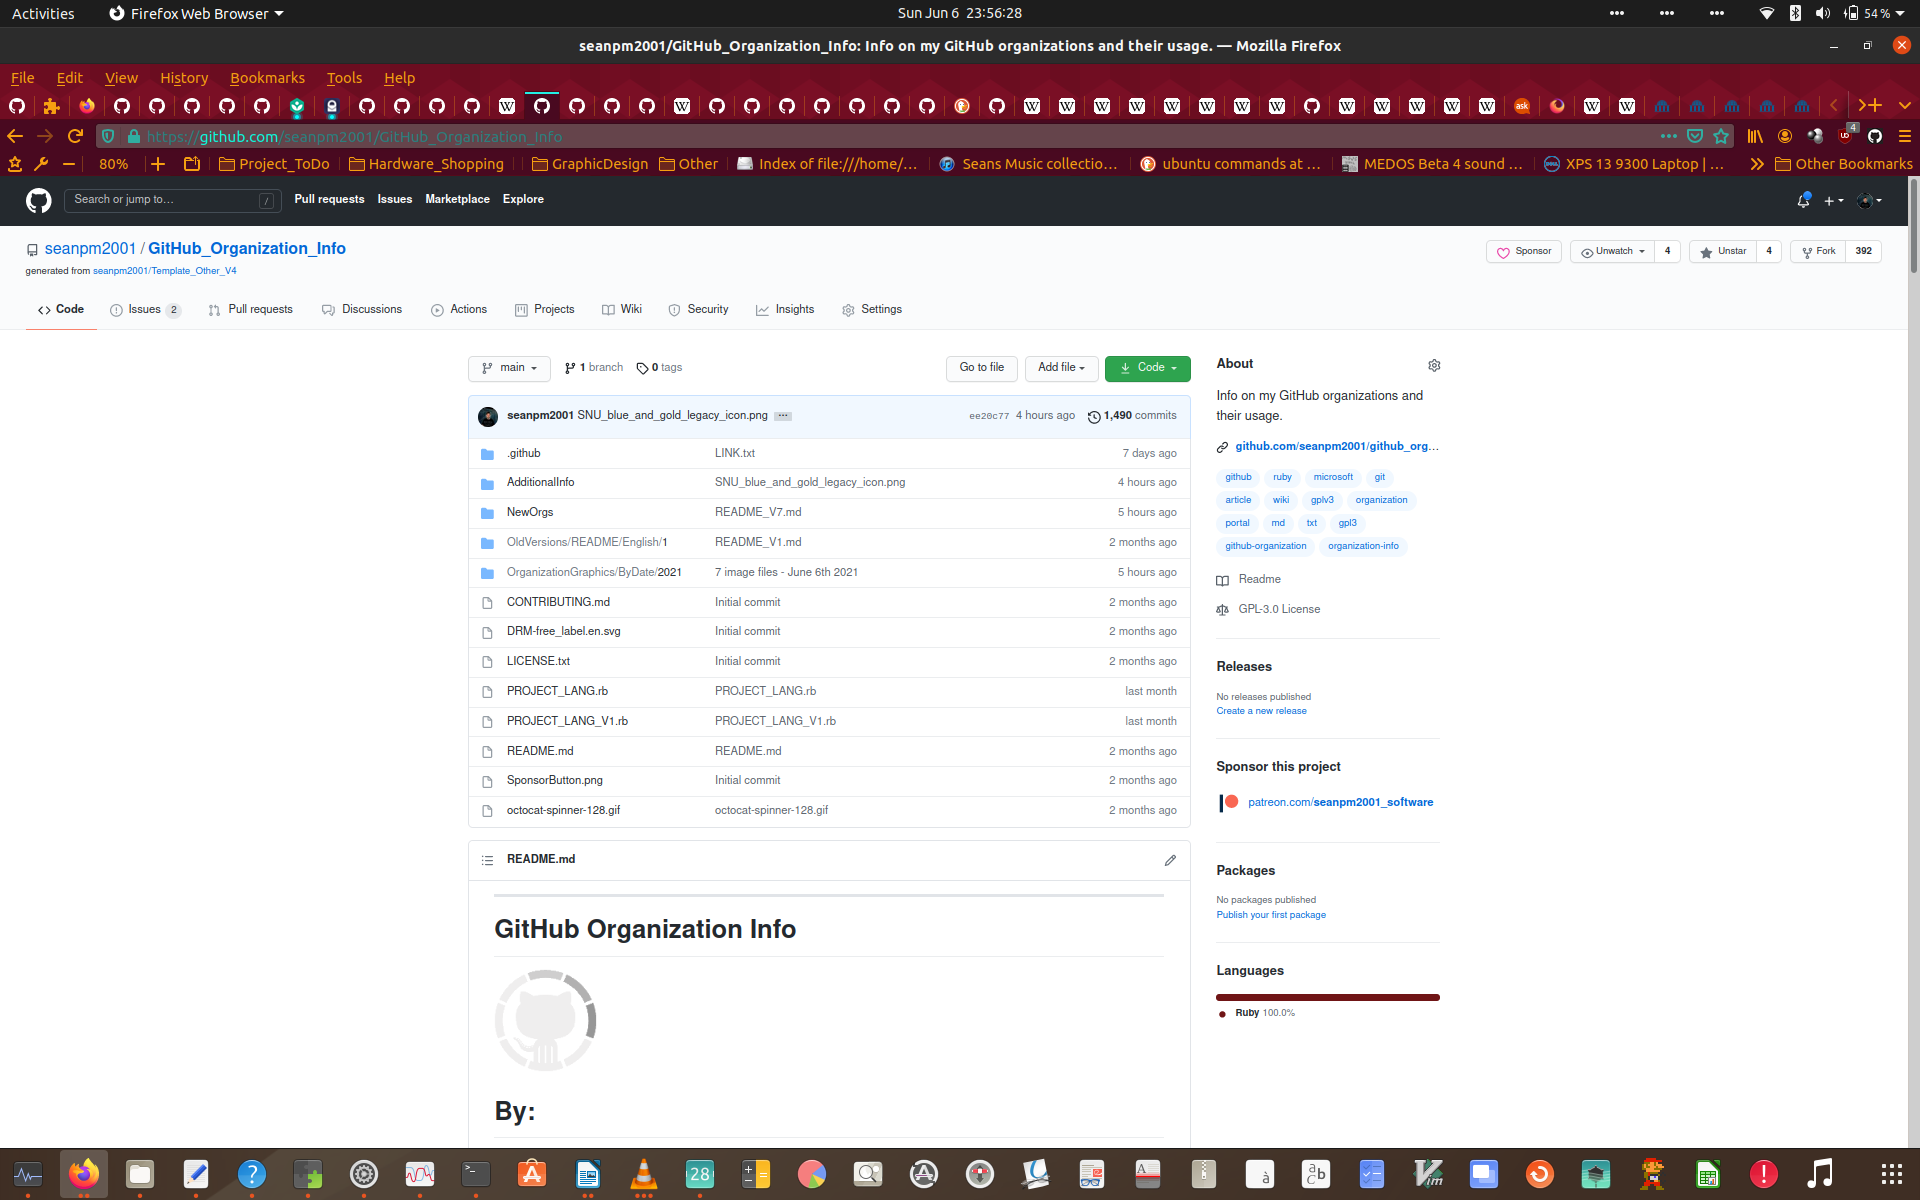 Activities Firefox Web Browser Sun Jun 6 23:56:28 54 %
seanpm2001/GitHub_Organization_Info: Info on my GitHub organizations and their usage. — Mozilla Firefox
File Edit View History Bookmarks Tools Help
https://github.com/seanpm2001/GitHub_Organization_Info 4
80% Project_ToDo Hardware_Shopping GraphicDesign Other Index of file:///home/… Seans Music collectio… ubuntu commands at … MEDOS Beta 4 sound … XPS 13 9300 Laptop | … Other Bookmarks
Search or jump to… / Pull requests Issues Marketplace Explore
seanpm2001 / GitHub_Organization_Info Sponsor Unwatch 4 Unstar 4 Fork 392
generated from seanpm2001/Template_Other_V4
Code Issues 2 Pull requests Discussions Actions Projects Wiki Security Insights Settings
main 1 branch 0 tags Go to file Add file Code
seanpm2001 SNU_blue_and_gold_legacy_icon.png … ee20c77 4 hours ago 1,490 commits
.github LINK.txt 7 days ago
AdditionalInfo SNU_blue_and_gold_legacy_icon.png 4 hours ago
NewOrgs README_V7.md 5 hours ago
OldVersions/README/English/1 README_V1.md 2 months ago
OrganizationGraphics/ByDate/2021 7 image files - June 6th 2021 5 hours ago
CONTRIBUTING.md Initial commit 2 months ago
DRM-free_label.en.svg Initial commit 2 months ago
LICENSE.txt Initial commit 2 months ago
PROJECT_LANG.rb PROJECT_LANG.rb last month
PROJECT_LANG_V1.rb PROJECT_LANG_V1.rb last month
README.md README.md 2 months ago
SponsorButton.png Initial commit 2 months ago
octocat-spinner-128.gif octocat-spinner-128.gif 2 months ago
README.md
GitHub Organization Info
By:
About
Info on my GitHub organizations and
their usage.
github.com/seanpm2001/github_org…
github ruby microsoft git
article wiki gplv3 organization
portal md txt gpl3
github-organization organization-info
Readme
GPL-3.0 License
Releases
No releases published
Create a new release
Sponsor this project
patreon.com/seanpm2001_software
Packages
No packages published
Publish your first package
Languages
Ruby 100.0%
28